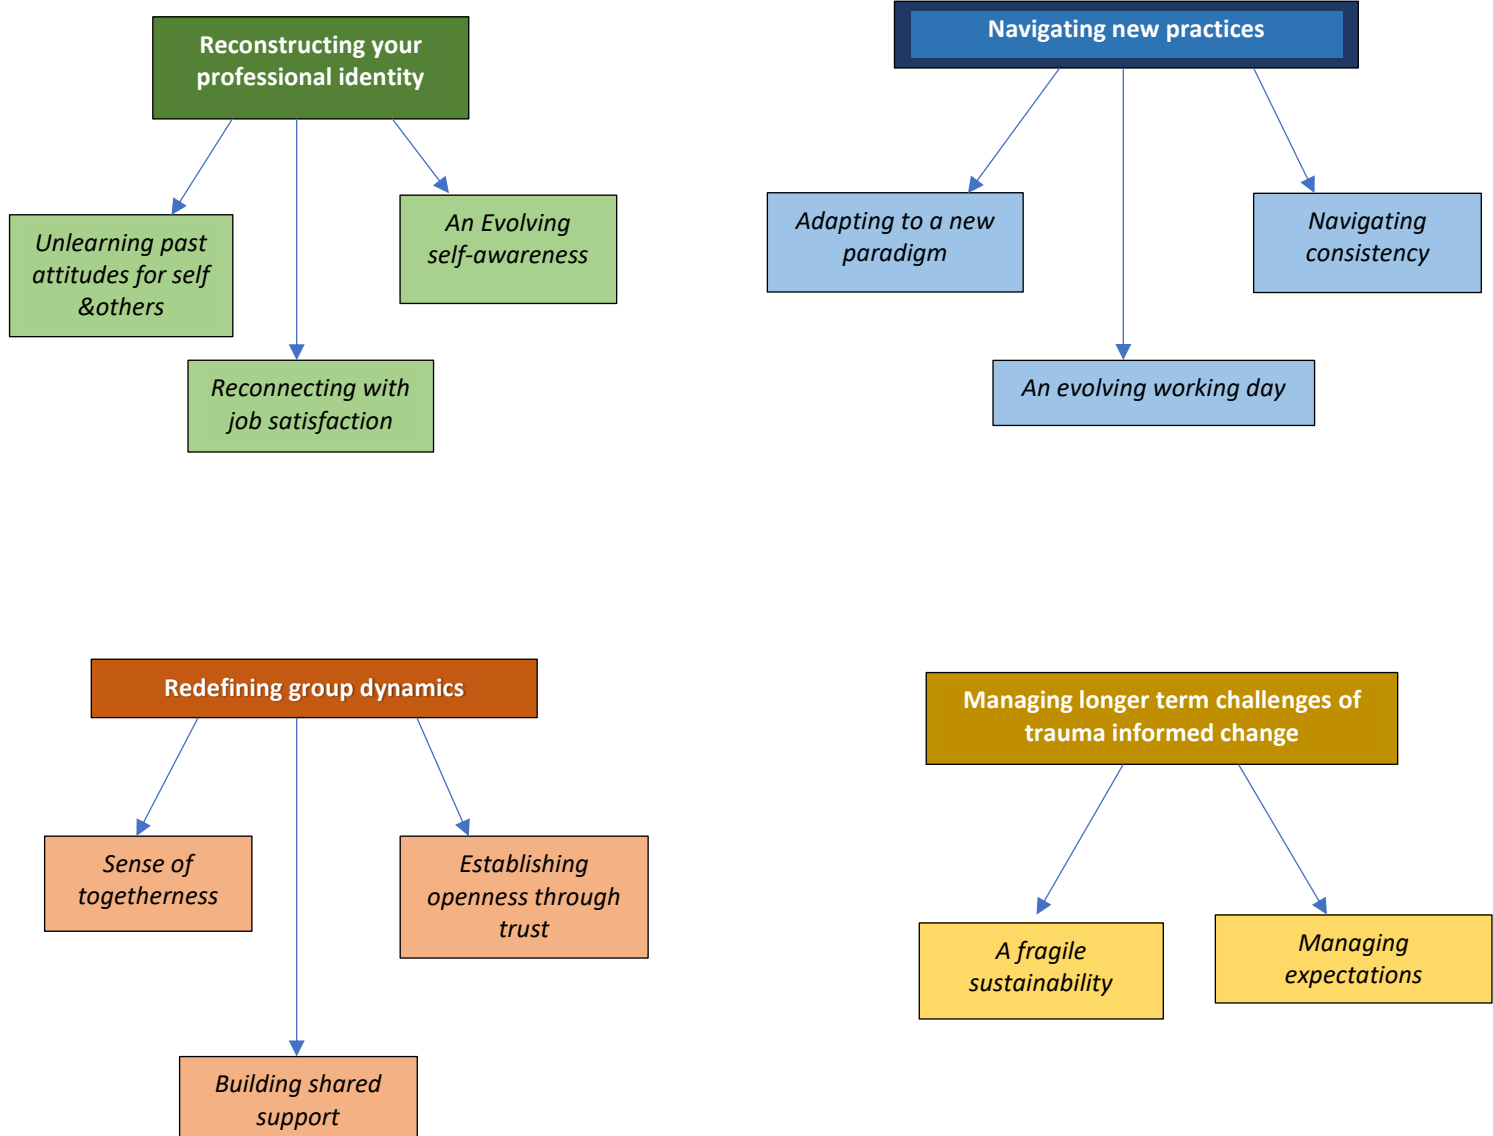 Reconstructing your
professional identity
Unlearning past
attitudes for self
&others
An Evolving
self-awareness
Reconnecting with
job satisfaction
Navigating new practices
Adapting to a new
paradigm
Navigating
consistency
An evolving working day
Redefining group dynamics
Sense of
togetherness
Establishing
openness through
trust
Building shared
support
Managing longer term challenges of
trauma informed change
A fragile
sustainability
Managing
expectations